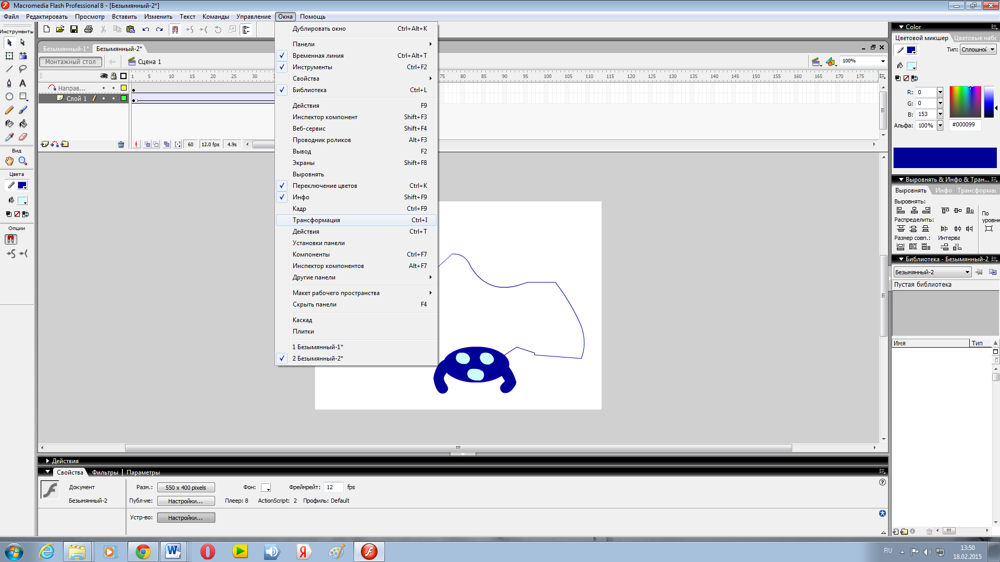 Macromedia Flash Professional 8 - [Безымянный-2*]
Файл Редактировать Просмотр Вставить Изменить Текст Команды Управление Окна Помощь
Инструменты
Вид
Цвета
Опции
Безымянный-1* Безымянный-2*
Монтажный стол Сцена 1 100%
1 5 10 15 20 25 30 75 80 85 90 95 100 105 110 115 120 125 130 135 140 145 150 155 160 165 170 175
Направ...
Слой 1
60 12.0 fps 4.9s
Дублировать окно Ctrl+Alt+K
Панели
Временная линия Ctrl+Alt+T
Инструменты Ctrl+F2
Свойства
Библиотека Ctrl+L
Действия F9
Инспектор компонент Shift+F3
Веб-сервис Shift+F4
Проводник роликов Alt+F3
Вывод F2
Экраны Shift+F8
Выровнять
Переключение цветов Ctrl+K
Инфо Shift+F9
Кадр Ctrl+F9
Трансформация Ctrl+I
Действия Ctrl+T
Установки панели
Компоненты Ctrl+F7
Инспектор компонентов Alt+F7
Другие панели
Макет рабочего пространства
Скрыть панели F4
Каскад
Плитки
1 Безымянный-1*
2 Безымянный-2*
Color
Цветовой микшер Цветовые набо
Тип: Сплошной
R: 0
G: 0
B: 153
Альфа: 100% #000099
Выровнять & Инфо & Тран...
Выровнять Инфо Трансформац
Выровнять:
Распределить:
Размер совп.: Интерва
По уровню
Библиотека - Безымянный-2
Безымянный-2
Пустая библиотека
Имя Тип
Действия
Свойства Фильтры Параметры
Документ Разм.: 550 x 400 pixels Фон: Фреймрейт: 12 fps
Безымянный-2 Публ-ие: Настройки... Плеер: 8 ActionScript: 2 Профиль: Default
Устр-во: Настройки...
RU 13:50
18.02.2015